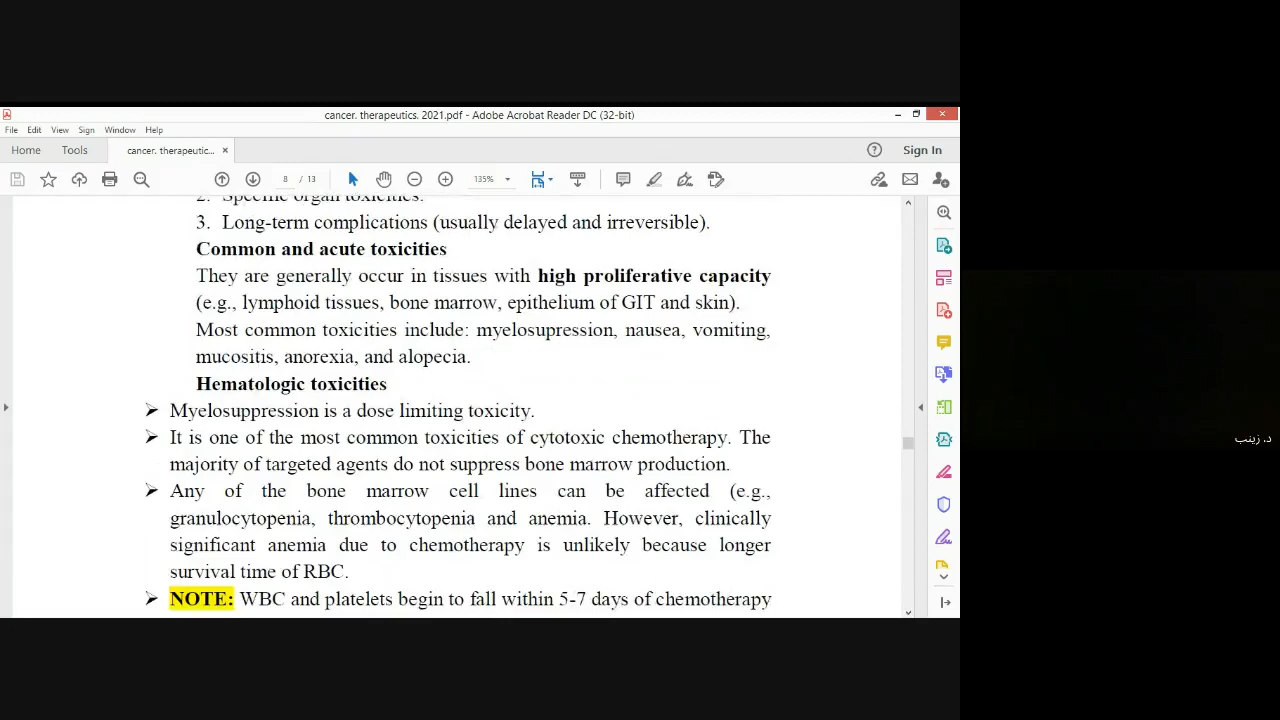 cancer. therapeutics. 2021.pdf - Adobe Acrobat Reader DC (32-bit)
File Edit View Sign Window Help
Home Tools cancer. therapeutic... × Sign In
8 / 13 135%
2. Specific organ toxicities.
3. Long-term complications (usually delayed and irreversible).
Common and acute toxicities
They are generally occur in tissues with high proliferative capacity
(e.g., lymphoid tissues, bone marrow, epithelium of GIT and skin).
Most common toxicities include: myelosupression, nausea, vomiting,
mucositis, anorexia, and alopecia.
Hematologic toxicities
➢ Myelosuppression is a dose limiting toxicity.
➢ It is one of the most common toxicities of cytotoxic chemotherapy. The
majority of targeted agents do not suppress bone marrow production.
➢ Any of the bone marrow cell lines can be affected (e.g.,
granulocytopenia, thrombocytopenia and anemia. However, clinically
significant anemia due to chemotherapy is unlikely because longer
survival time of RBC.
➢ NOTE: WBC and platelets begin to fall within 5-7 days of chemotherapy
د. زينب